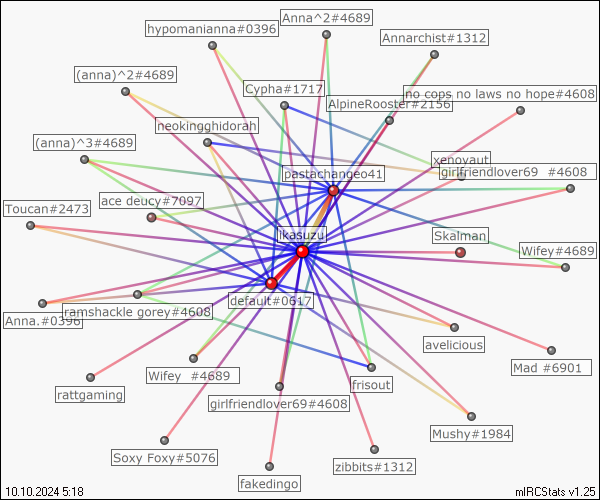 Anna^2#4689
hypomanianna#0396
Annarchist#1312
(anna)^2#4689
Cypha#1717
no cops no laws no hope#4608
AlpineRooster#2156
neokingghidorah
(anna)^3#4689
xenovaut
girlfriendlover69 #4608
pastachangeo41
ace deucy#7097
Toucan#2473
ikasuzu
Skaiman
Wifey#4689
default#0617
Anna.#0396
ramshackle gorey#4608
avelicious
Wifey #4689
Mad #6901
frisout
rattgaming
girlfriendlover69#4608
Mushy#1984
Soxy Foxy#5076
zibbits#1312
fakedingo
10.10.2024 5:18
mIRCStats v1.25